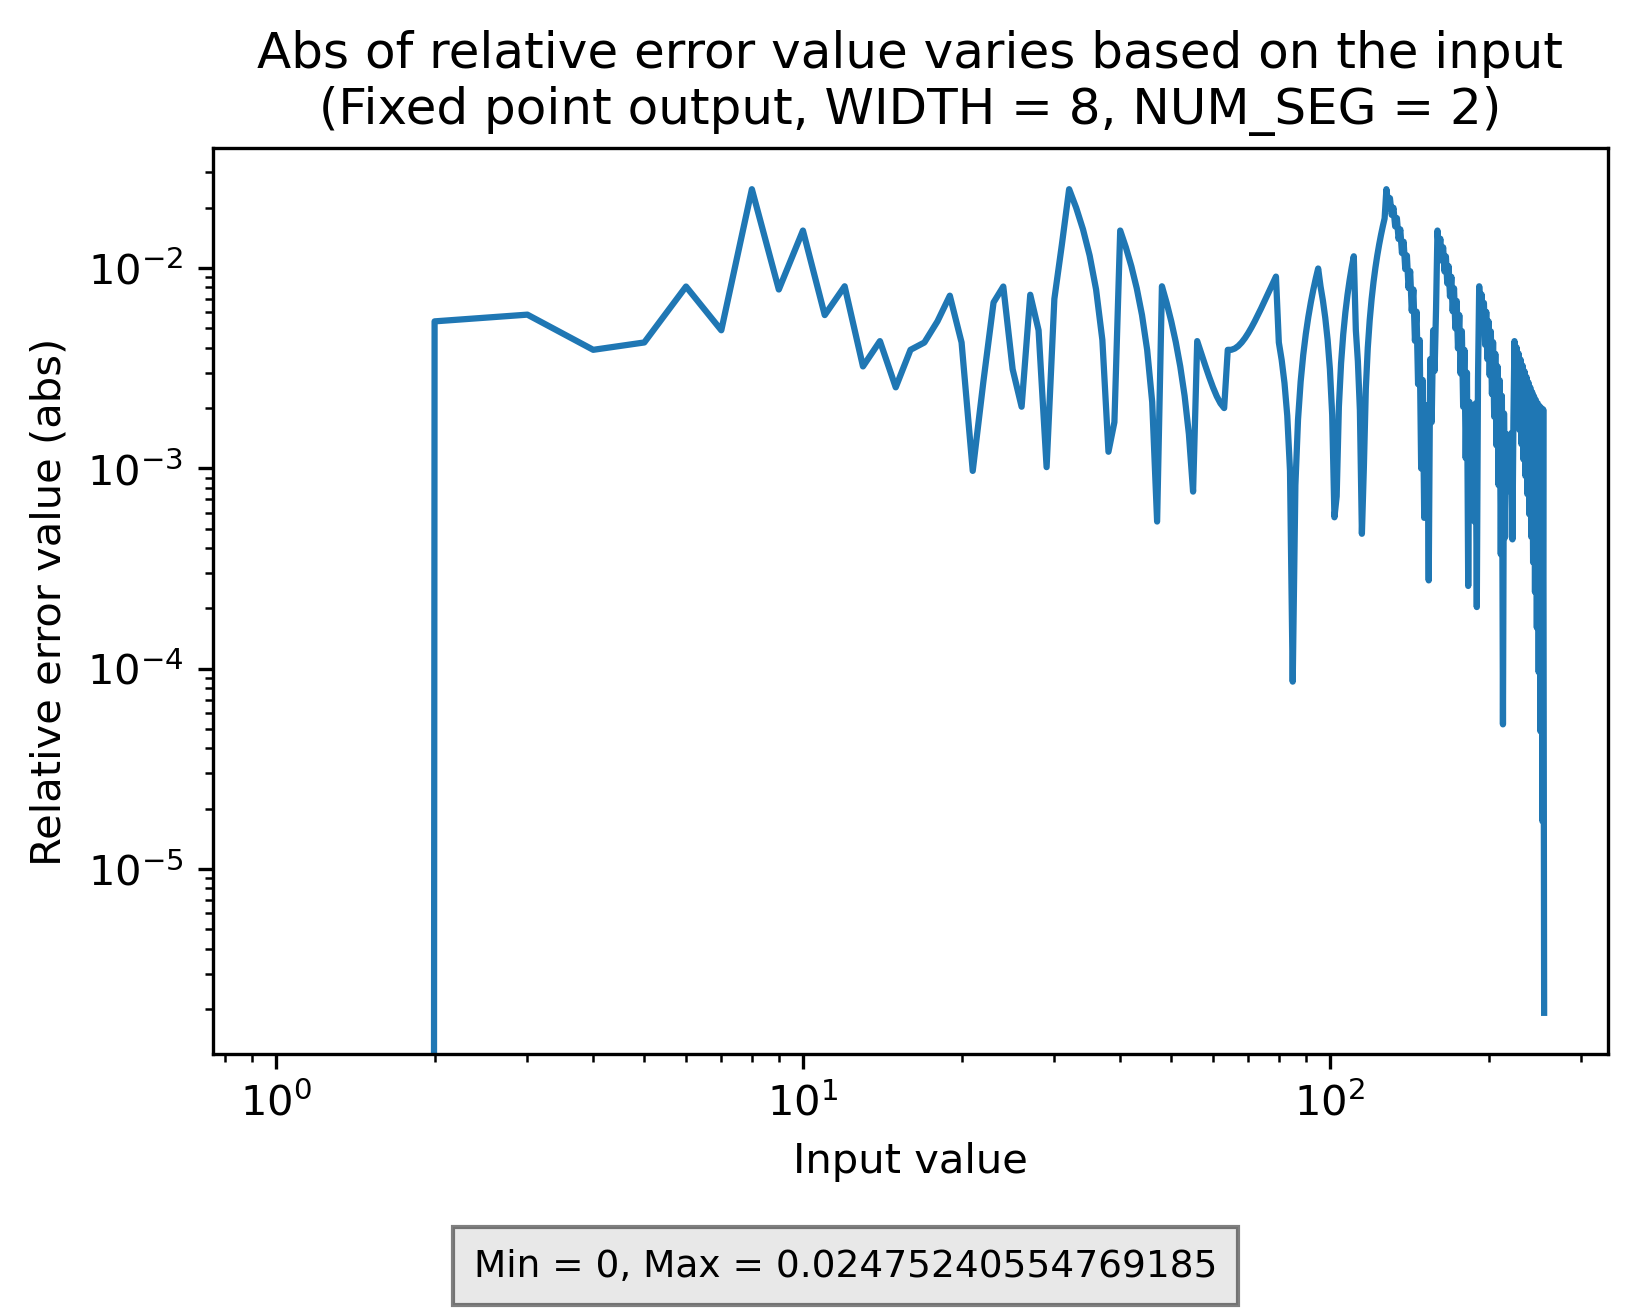 Abs of relative error value varies based on the input
(Fixed point output, WIDTH = 8, NUM_SEG = 2)
Relative error value (abs)
10⁻²
10⁻³
10⁻⁴
10⁻⁵
10⁰ 10¹ 10²
Input value
Min = 0, Max = 0.02475240554769185